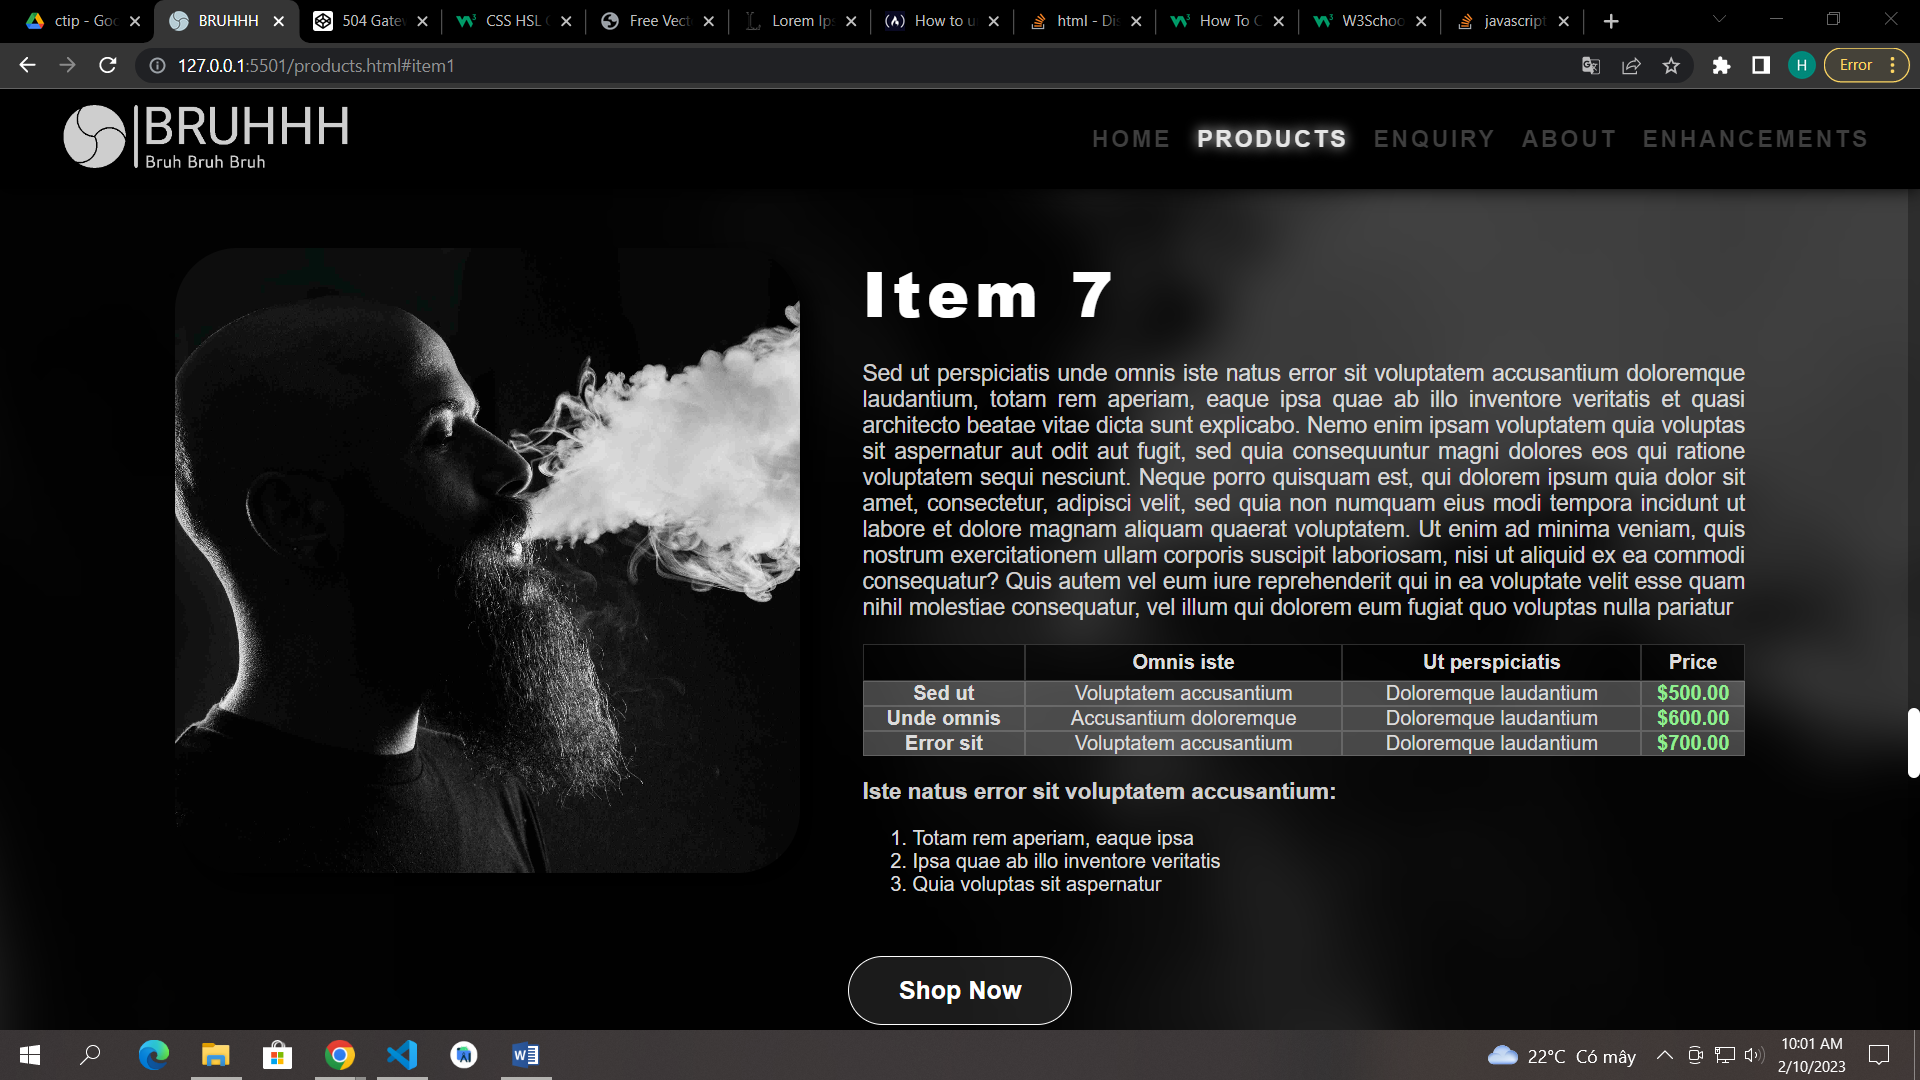 ctip - Goo
BRUHHH
504 Gatew
CSS HSL C
Free Vecto
Lorem Ips
How to u
html - Dis
How To C
W3Schoo
javascript
127.0.0.1:5501/products.html#item1
H
Error
BRUHHH
Bruh Bruh Bruh
HOME PRODUCTS ENQUIRY ABOUT ENHANCEMENTS
Item 7
Sed ut perspiciatis unde omnis iste natus error sit voluptatem accusantium doloremque
laudantium, totam rem aperiam, eaque ipsa quae ab illo inventore veritatis et quasi
architecto beatae vitae dicta sunt explicabo. Nemo enim ipsam voluptatem quia voluptas
sit aspernatur aut odit aut fugit, sed quia consequuntur magni dolores eos qui ratione
voluptatem sequi nesciunt. Neque porro quisquam est, qui dolorem ipsum quia dolor sit
amet, consectetur, adipisci velit, sed quia non numquam eius modi tempora incidunt ut
labore et dolore magnam aliquam quaerat voluptatem. Ut enim ad minima veniam, quis
nostrum exercitationem ullam corporis suscipit laboriosam, nisi ut aliquid ex ea commodi
consequatur? Quis autem vel eum iure reprehenderit qui in ea voluptate velit esse quam
nihil molestiae consequatur, vel illum qui dolorem eum fugiat quo voluptas nulla pariatur
Omnis iste Ut perspiciatis Price
Sed ut Voluptatem accusantium Doloremque laudantium $500.00
Unde omnis Accusantium doloremque Doloremque laudantium $600.00
Error sit Voluptatem accusantium Doloremque laudantium $700.00
Iste natus error sit voluptatem accusantium:
1. Totam rem aperiam, eaque ipsa
2. Ipsa quae ab illo inventore veritatis
3. Quia voluptas sit aspernatur
Shop Now
22°C Có mây
10:01 AM
2/10/2023